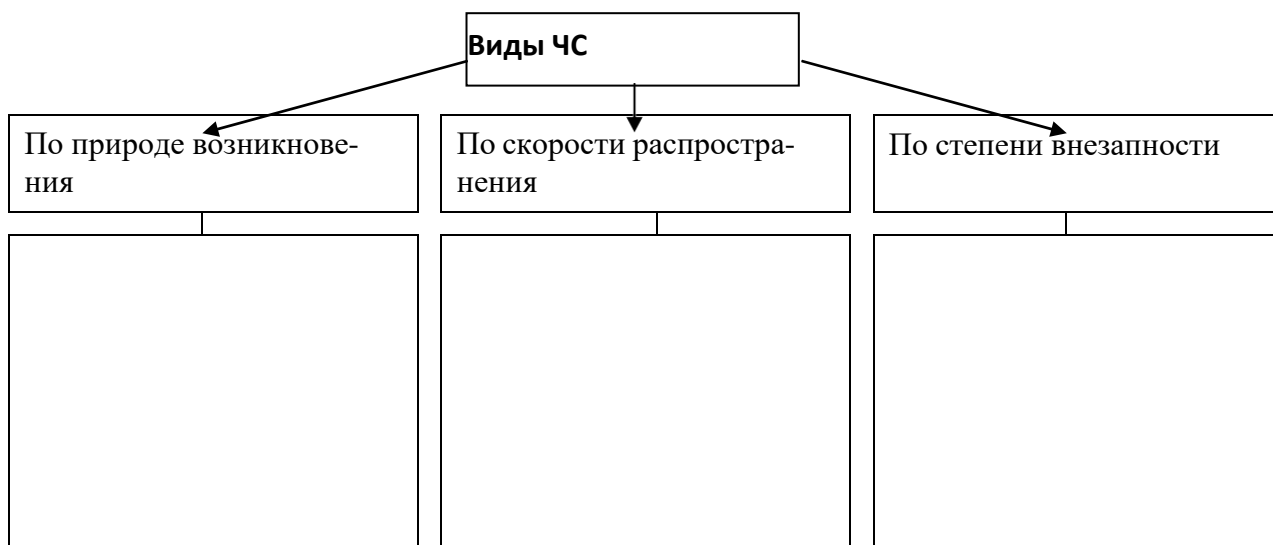 Виды ЧС
По природе возникнове-
ния
По скорости распростра-
нения
По степени внезапности